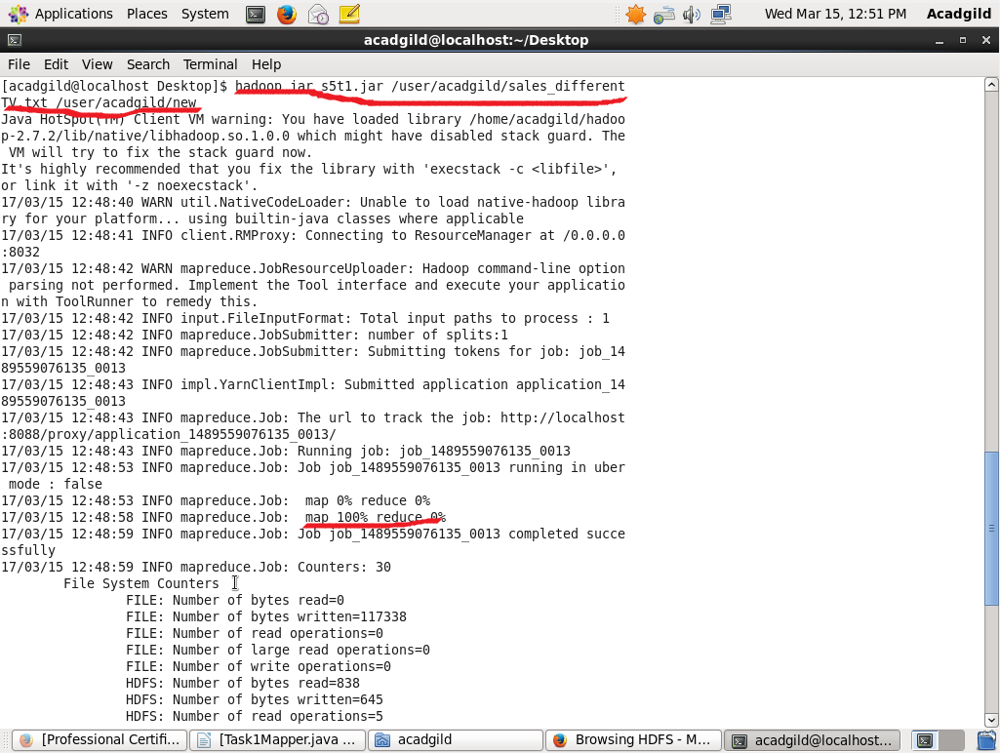 Applications Places System Wed Mar 15, 12:51 PM Acadgild
acadgild@localhost:~/Desktop
File Edit View Search Terminal Help
[acadgild@localhost Desktop]$ hadoop jar s5t1.jar /user/acadgild/sales_different
TV.txt /user/acadgild/new
Java HotSpot(TM) Client VM warning: You have loaded library /home/acadgild/hadoo
p-2.7.2/lib/native/libhadoop.so.1.0.0 which might have disabled stack guard. The
 VM will try to fix the stack guard now.
It's highly recommended that you fix the library with 'execstack -c <libfile>',
or link it with '-z noexecstack'.
17/03/15 12:48:40 WARN util.NativeCodeLoader: Unable to load native-hadoop libra
ry for your platform... using builtin-java classes where applicable
17/03/15 12:48:41 INFO client.RMProxy: Connecting to ResourceManager at /0.0.0.0
:8032
17/03/15 12:48:42 WARN mapreduce.JobResourceUploader: Hadoop command-line option
 parsing not performed. Implement the Tool interface and execute your applicatio
n with ToolRunner to remedy this.
17/03/15 12:48:42 INFO input.FileInputFormat: Total input paths to process : 1
17/03/15 12:48:42 INFO mapreduce.JobSubmitter: number of splits:1
17/03/15 12:48:42 INFO mapreduce.JobSubmitter: Submitting tokens for job: job_14
89559076135_0013
17/03/15 12:48:43 INFO impl.YarnClientImpl: Submitted application application_14
89559076135_0013
17/03/15 12:48:43 INFO mapreduce.Job: The url to track the job: http://localhost
:8088/proxy/application_1489559076135_0013/
17/03/15 12:48:43 INFO mapreduce.Job: Running job: job_1489559076135_0013
17/03/15 12:48:53 INFO mapreduce.Job: Job job_1489559076135_0013 running in uber
 mode : false
17/03/15 12:48:53 INFO mapreduce.Job:  map 0% reduce 0%
17/03/15 12:48:58 INFO mapreduce.Job:  map 100% reduce 0%
17/03/15 12:48:59 INFO mapreduce.Job: Job job_1489559076135_0013 completed succe
ssfully
17/03/15 12:48:59 INFO mapreduce.Job: Counters: 30
File System Counters
FILE: Number of bytes read=0
FILE: Number of bytes written=117338
FILE: Number of read operations=0
FILE: Number of large read operations=0
FILE: Number of write operations=0
HDFS: Number of bytes read=838
HDFS: Number of bytes written=645
HDFS: Number of read operations=5
[Professional Certifi... [Task1Mapper.java ... acadgild Browsing HDFS - M... acadgild@localhost...